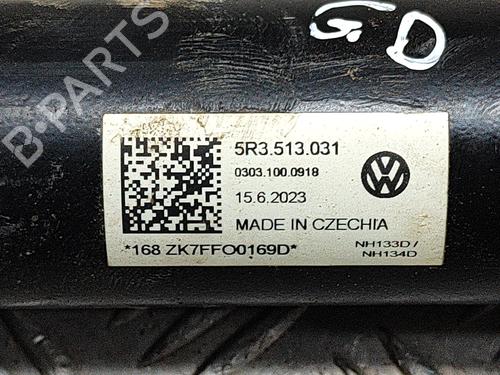 G.D
B-PARTS
5R3.513.031
0303.100.0918
15.6.2023
MADE IN CZECHIA
*168 ZK7FFO0169D*
NH133D /
NH134D